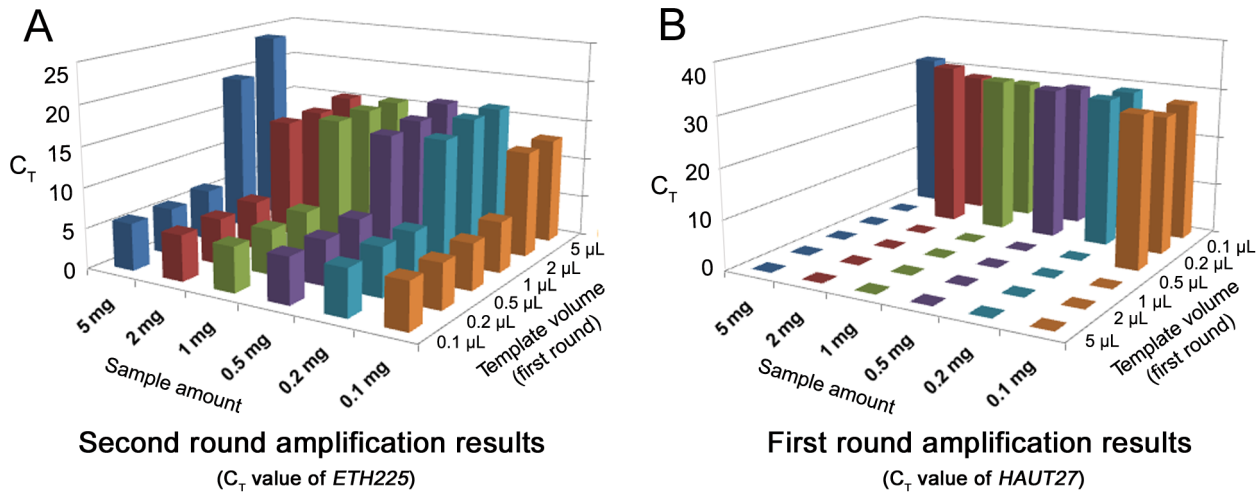 A
25
20
15
10
5
0
C_T
5 mg
2 mg
1 mg
0.5 mg
0.2 mg
0.1 mg
Sample amount
5 µL
2 µL
1 µL
0.5 µL
0.2 µL
0.1 µL
Template volume
(first round)
Second round amplification results
(C_T value of ETH225)
B
40
30
20
10
0
C_T
5 mg
2 mg
1 mg
0.5 mg
0.2 mg
0.1 mg
Sample amount
0.1 µL
0.2 µL
0.5 µL
1 µL
2 µL
5 µL
Template volume
(first round)
First round amplification results
(C_T value of HAUT27)